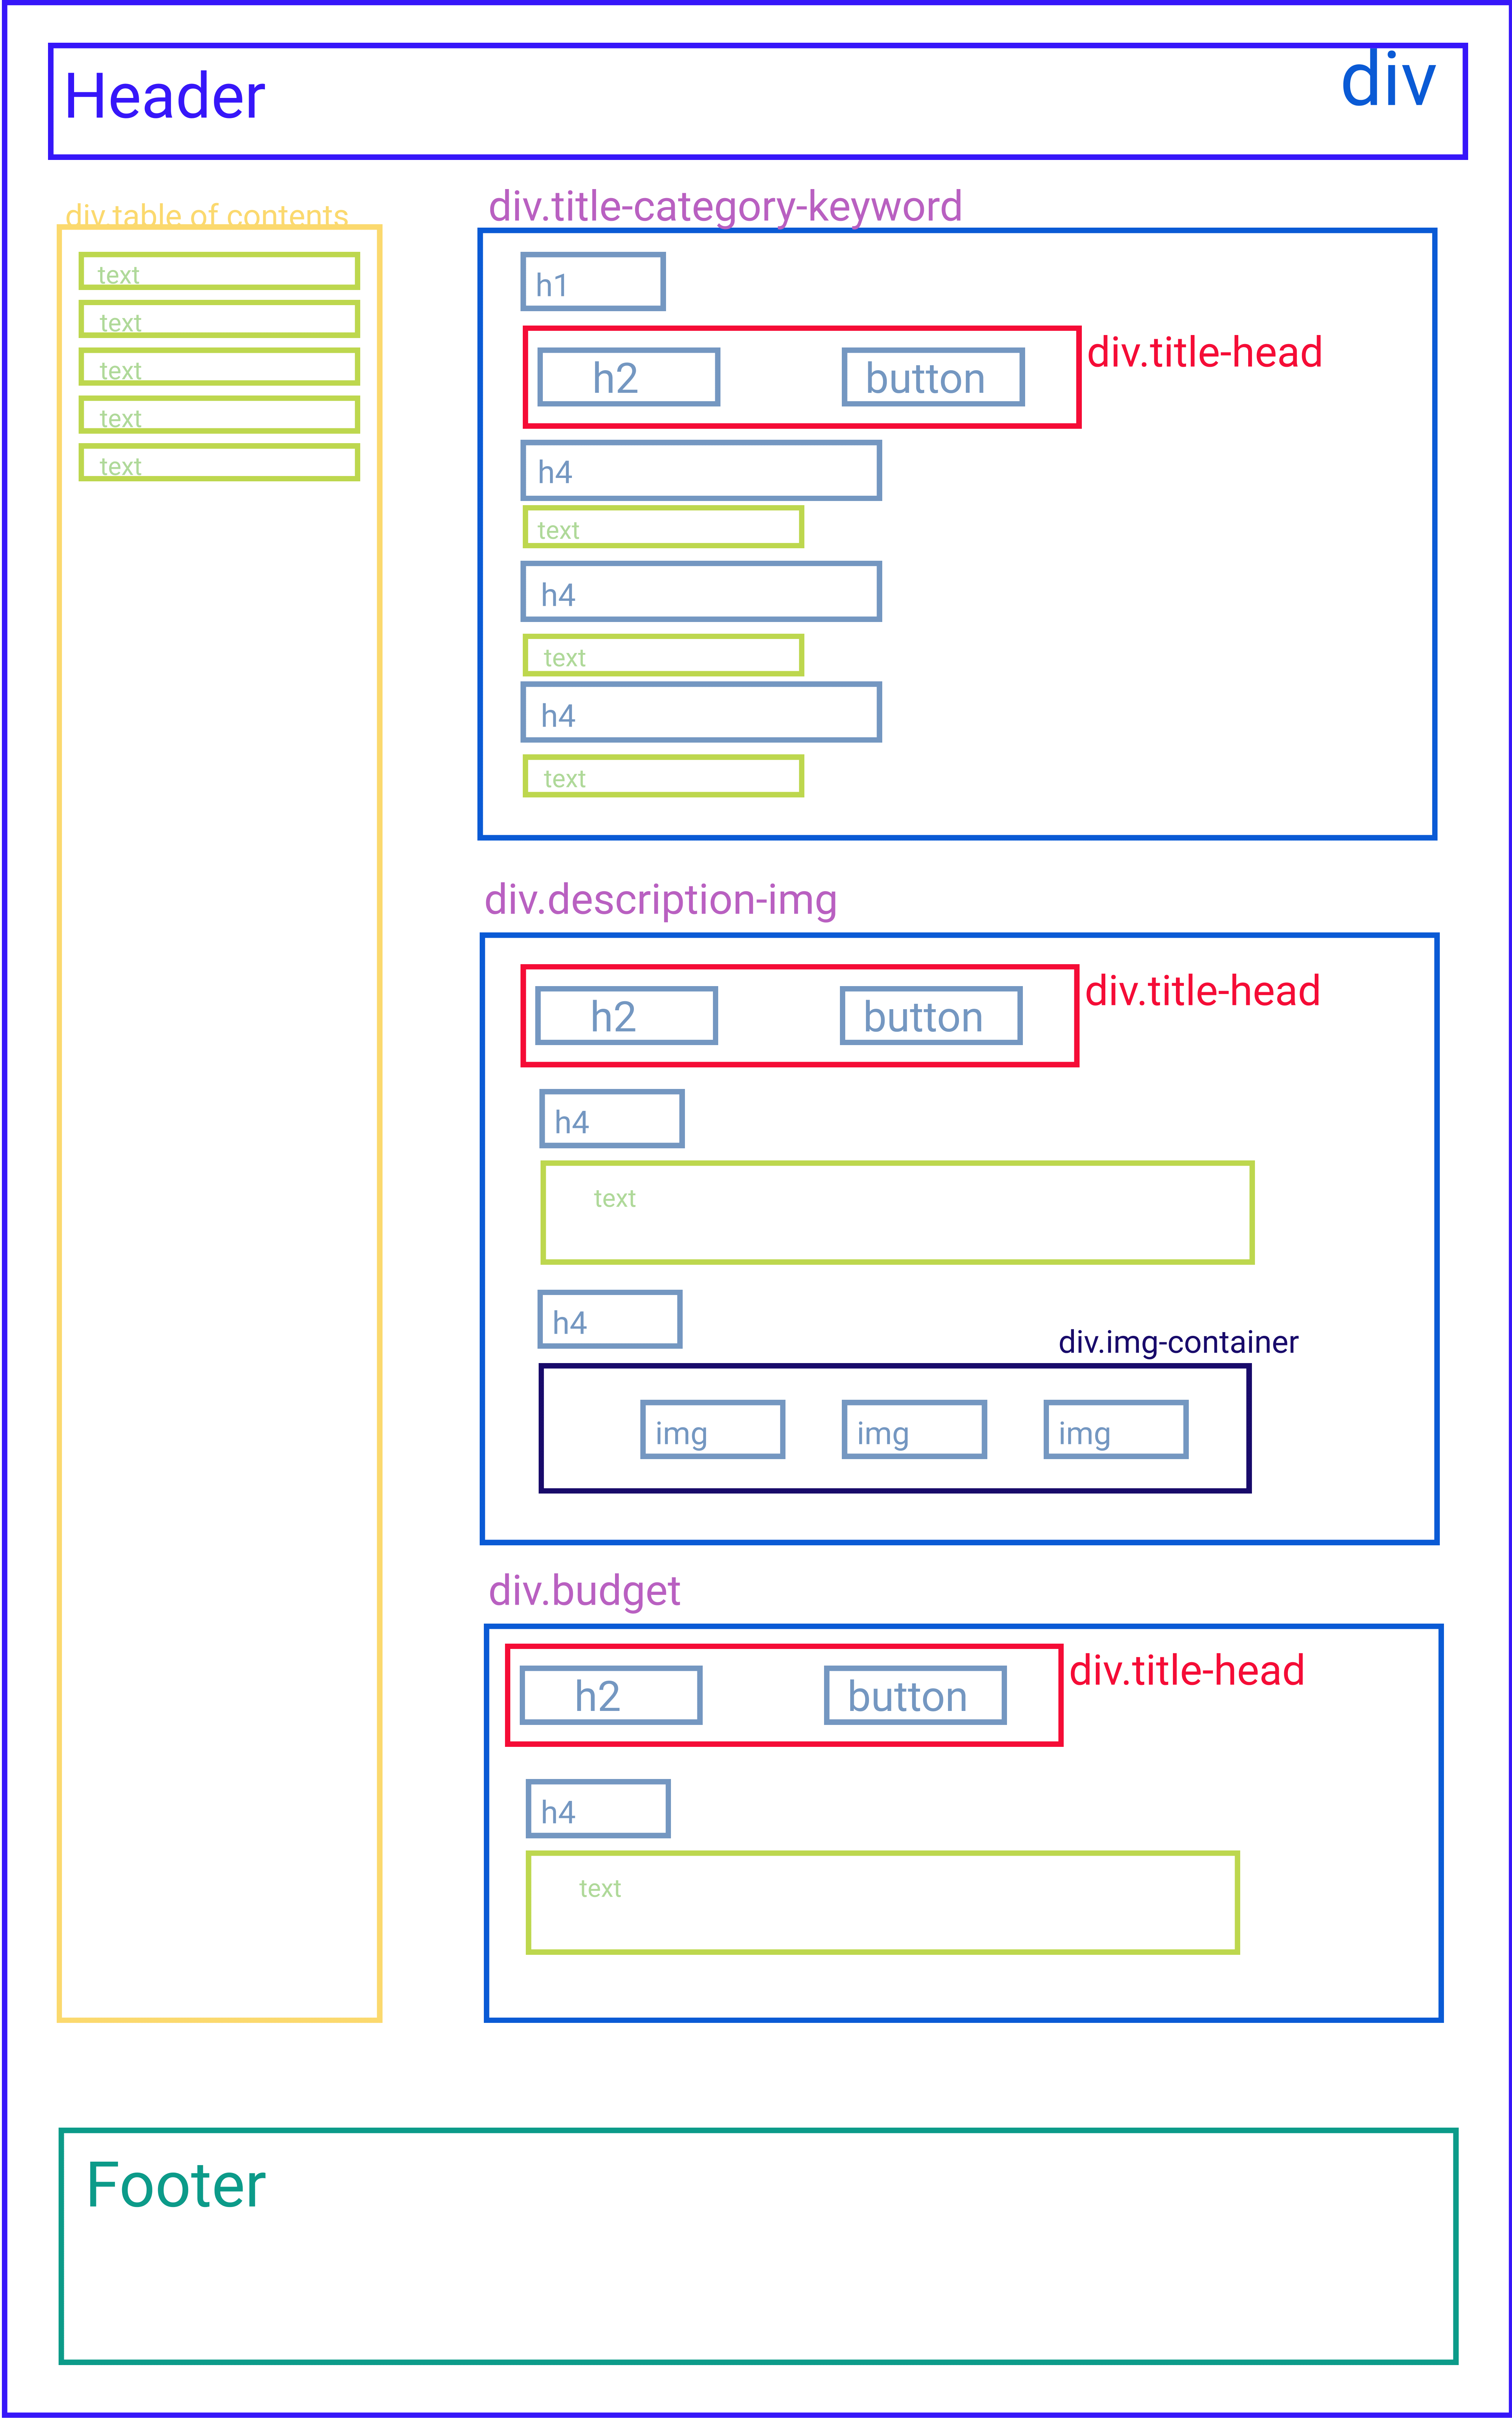 Header
div
div.table of contents
text
text
text
text
text
div.title-category-keyword
h1
h2
button
div.title-head
h4
text
h4
text
h4
text
div.description-img
h2
button
div.title-head
h4
text
h4
div.img-container
img
img
img
div.budget
h2
button
div.title-head
h4
text
Footer